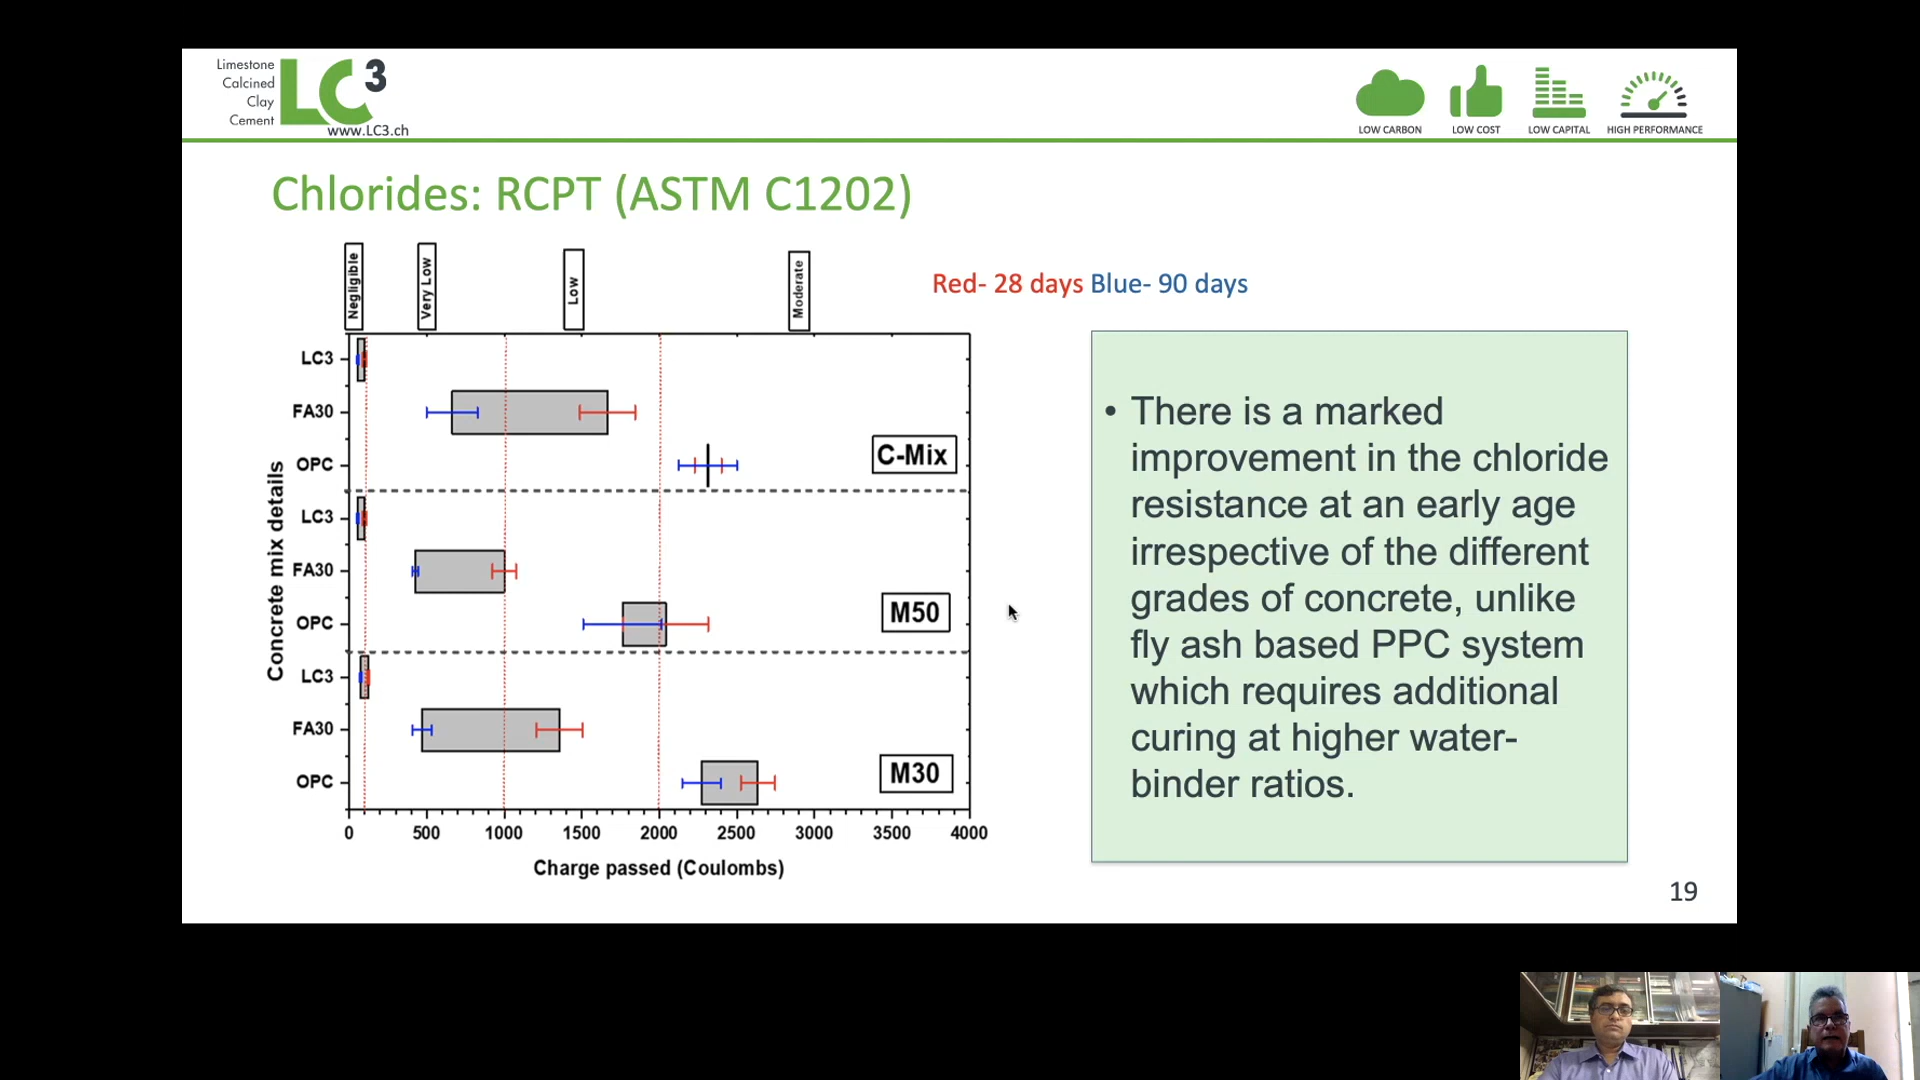 Limestone
Calcined
Clay
Cement
LC3
www.LC3.ch
LOW CARBON
LOW COST
LOW CAPITAL
HIGH PERFORMANCE
Chlorides: RCPT (ASTM C1202)
Negligible
Very Low
Low
Moderate
Red- 28 days Blue- 90 days
Concrete mix details
LC3
FA30
OPC
C-Mix
LC3
FA30
OPC
M50
LC3
FA30
OPC
M30
0 500 1000 1500 2000 2500 3000 3500 4000
Charge passed (Coulombs)
• There is a marked
improvement in the chloride
resistance at an early age
irrespective of the different
grades of concrete, unlike
fly ash based PPC system
which requires additional
curing at higher water-
binder ratios.
19